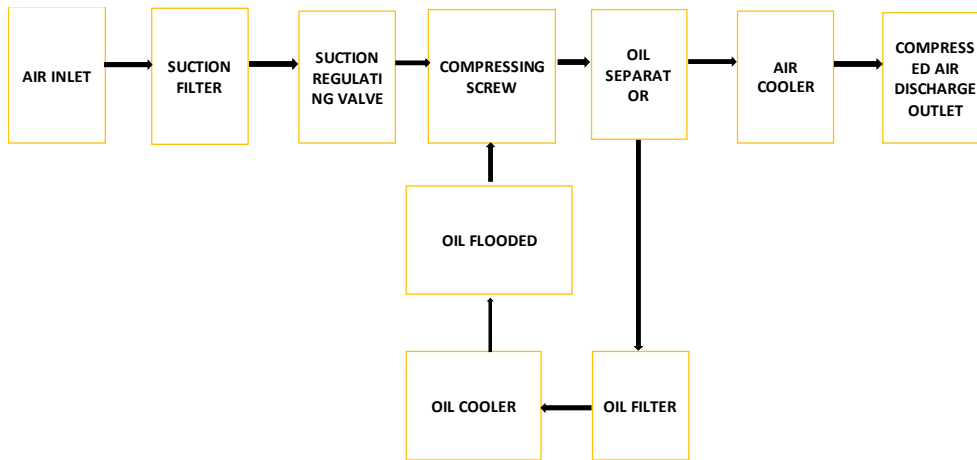 AIR INLET
SUCTION
FILTER
SUCTION
REGULATI
NG VALVE
COMPRESSING
SCREW
OIL
SEPARAT
OR
AIR
COOLER
COMPRESS
ED AIR
DISCHARGE
OUTLET
OIL FLOODED
OIL COOLER
OIL FILTER